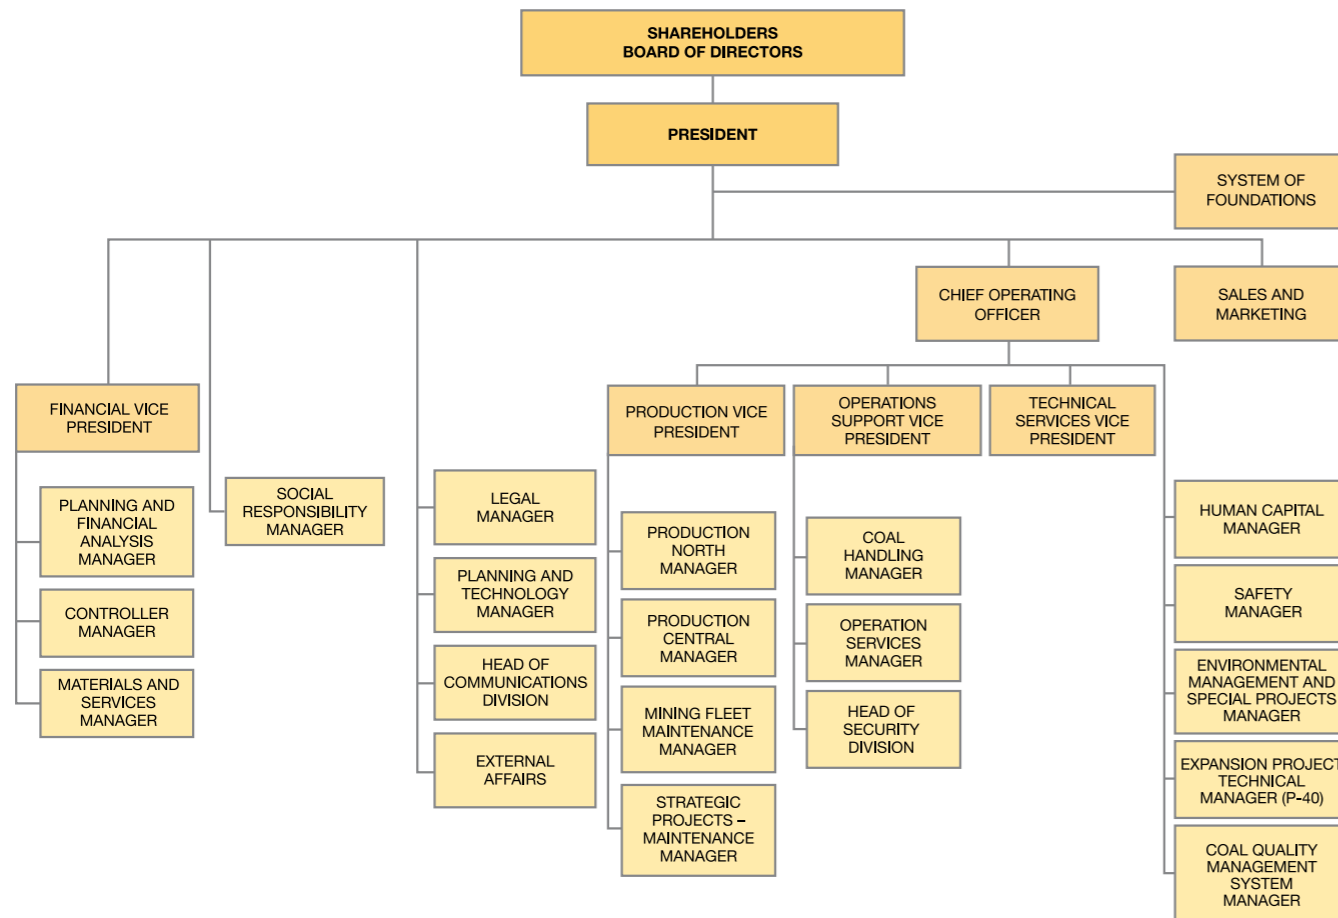 SHAREHOLDERS
BOARD OF DIRECTORS
PRESIDENT
SYSTEM OF
FOUNDATIONS
CHIEF OPERATING
OFFICER
SALES AND
MARKETING
FINANCIAL VICE
PRESIDENT
PRODUCTION VICE
PRESIDENT
OPERATIONS
SUPPORT VICE
PRESIDENT
TECHNICAL
SERVICES VICE
PRESIDENT
PLANNING AND
FINANCIAL
ANALYSIS
MANAGER
CONTROLLER
MANAGER
MATERIALS AND
SERVICES
MANAGER
SOCIAL
RESPONSIBILITY
MANAGER
LEGAL
MANAGER
PLANNING AND
TECHNOLOGY
MANAGER
HEAD OF
COMMUNICATIONS
DIVISION
EXTERNAL
AFFAIRS
PRODUCTION
NORTH
MANAGER
PRODUCTION
CENTRAL
MANAGER
MINING FLEET
MAINTENANCE
MANAGER
STRATEGIC
PROJECTS –
MAINTENANCE
MANAGER
COAL
HANDLING
MANAGER
OPERATION
SERVICES
MANAGER
HEAD OF
SECURITY
DIVISION
HUMAN CAPITAL
MANAGER
SAFETY
MANAGER
ENVIRONMENTAL
MANAGEMENT AND
SPECIAL PROJECTS
MANAGER
EXPANSION PROJECT
TECHNICAL
MANAGER (P-40)
COAL QUALITY
MANAGEMENT
SYSTEM
MANAGER